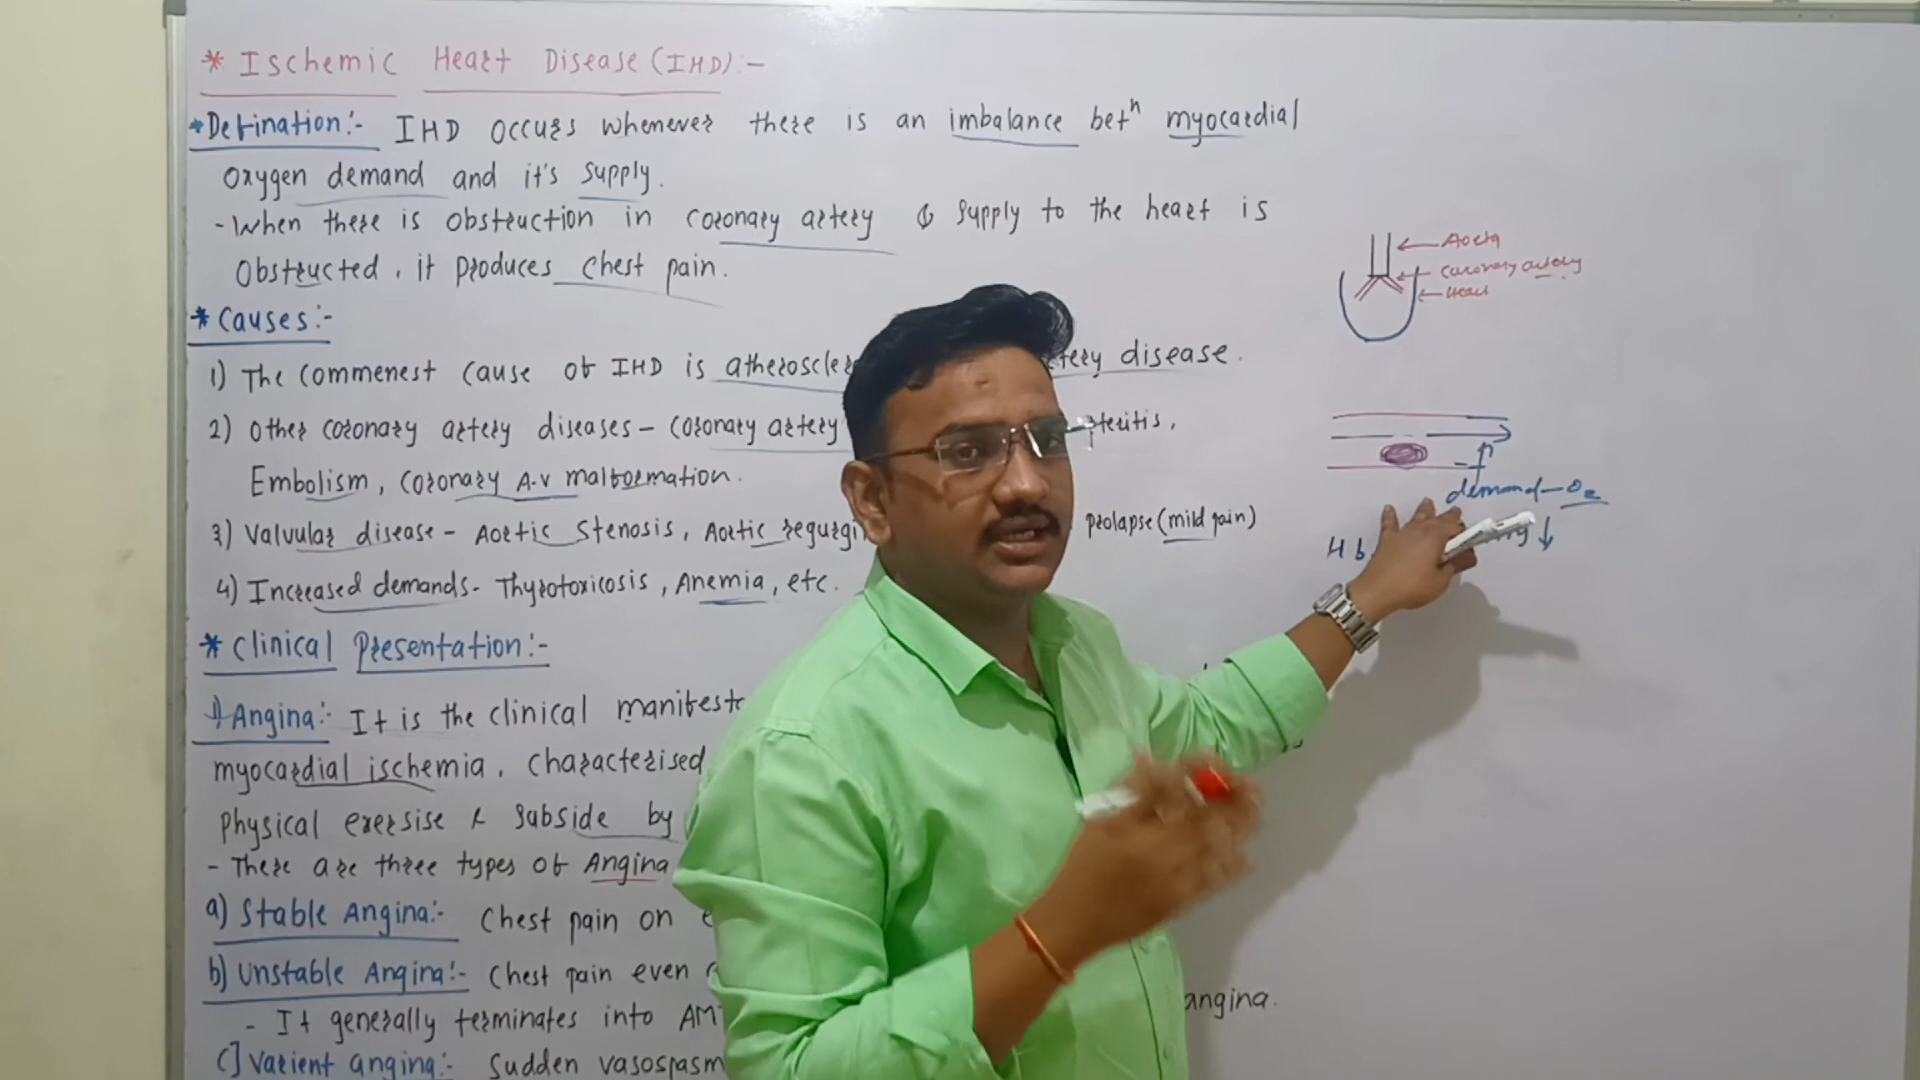 * Ischemic Heart Disease (IHD):-
*Defination:- IHD occurs whenever there is an imbalance betⁿ myocardial
Oxygen demand and it's supply.
- When there is obstruction in coronary artery & supply to the heart is
Obstructed, it produces chest pain.
* Causes:-
1) The commenest cause of IHD is disease.
2) Other coronary artery diseases - coronary artery
Embolism, coronary A-V malformation.
3) Valvular disease - Aortic stenosis, Aortic prolapse (mild pain)
4) Increased demands - Thyrotoxicosis, Anemia, etc.
* Clinical Presentation:-
1) Angina:- It is the clinical
myocardial ischemia, characterised
physical exersise & subside by
- There are three types of Angina
a) Stable Angina:- Chest pain on
b) Unstable Angina:- Chest pain even angina.
- It generally terminates into
c] Varient angina:- Sudden
Aorta
coronary artery
Heart
demand - O₂
↓
Hb